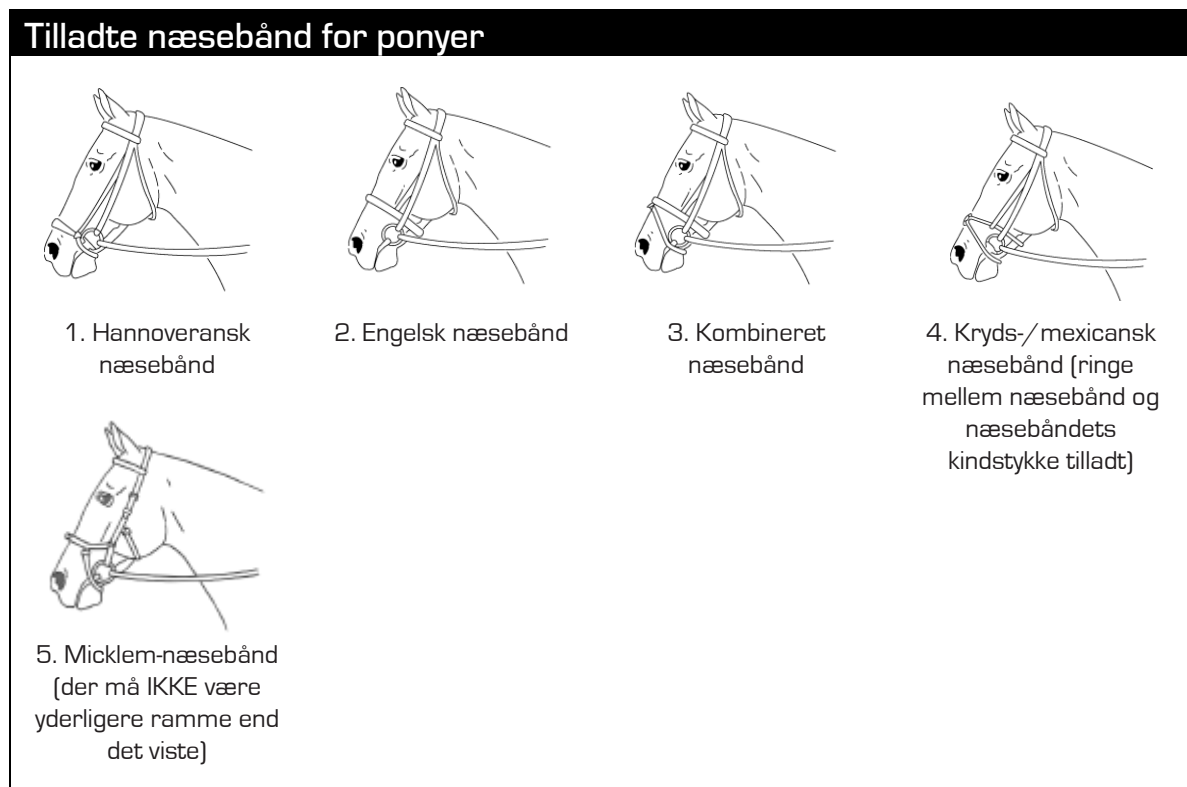 Tilladte næsebånd for ponyer
1. Hannoveransk
næsebånd
2. Engelsk næsebånd
3. Kombineret
næsebånd
4. Kryds-/mexicansk
næsebånd (ringe
mellem næsebånd og
næsebåndets
kindstykke tilladt)
5. Micklem-næsebånd
(der må IKKE være
yderligere ramme end
det viste)